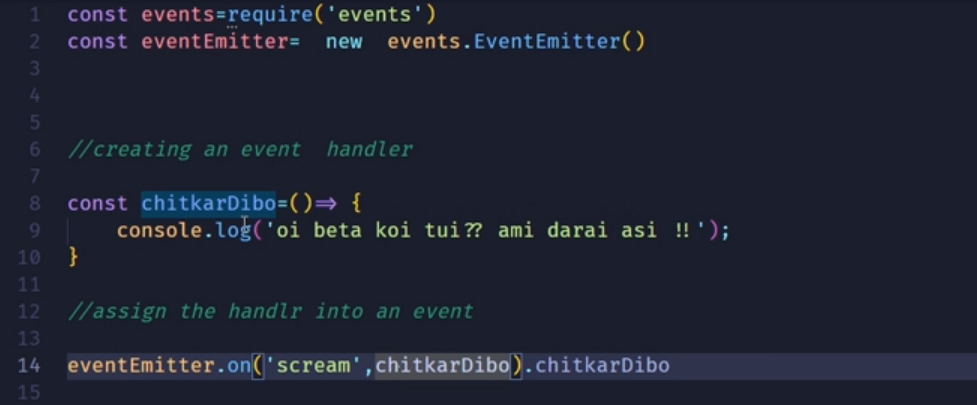 1 const events=require('events')
2 const eventEmitter= new events.EventEmitter()
3
4
5
6 //creating an event handler
7
8 const chitkarDibo=()=> {
9 console.log('oi beta koi tui?? ami darai asi !!');
10 }
11
12 //assign the handlr into an event
13
14 eventEmitter.on('scream',chitkarDibo).chitkarDibo
15